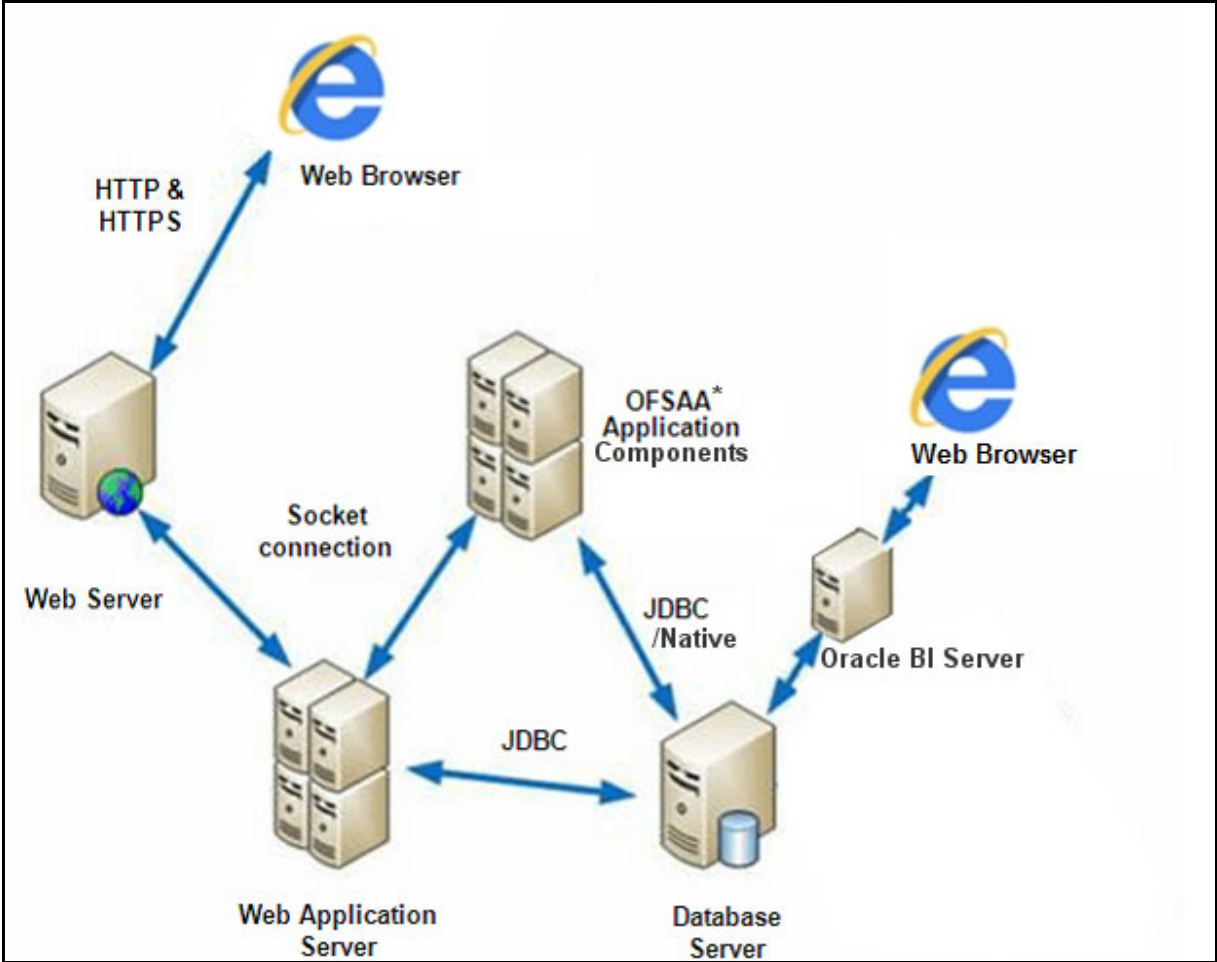 Web Browser
HTTP &
HTTPS
OFSAA*
Application
Components
Web Browser
Socket
connection
Web Server
JDBC
/Native
Oracle BI Server
JDBC
Web Application
Server
Database
Server